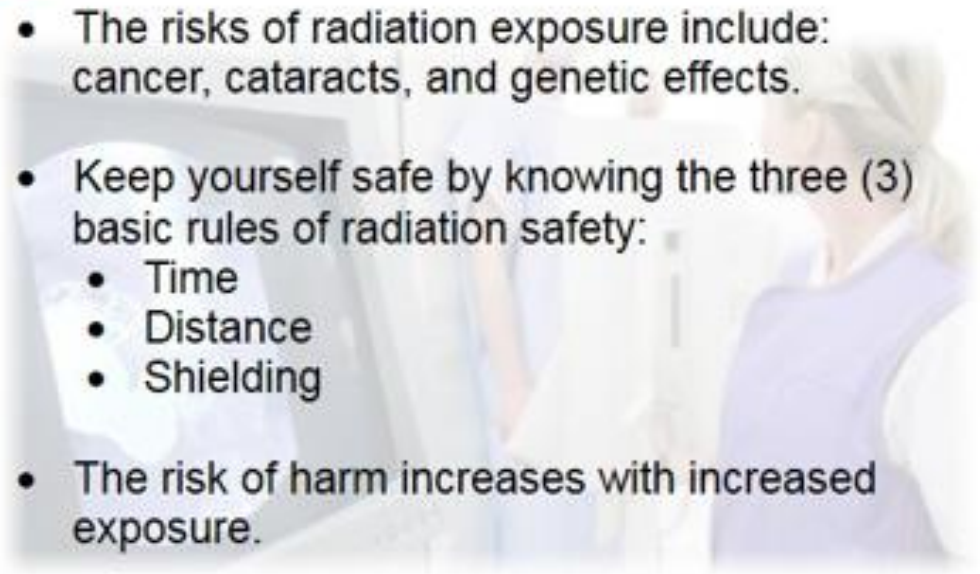 • The risks of radiation exposure include:
cancer, cataracts, and genetic effects.
• Keep yourself safe by knowing the three (3)
basic rules of radiation safety:
• Time
• Distance
• Shielding
• The risk of harm increases with increased
exposure.